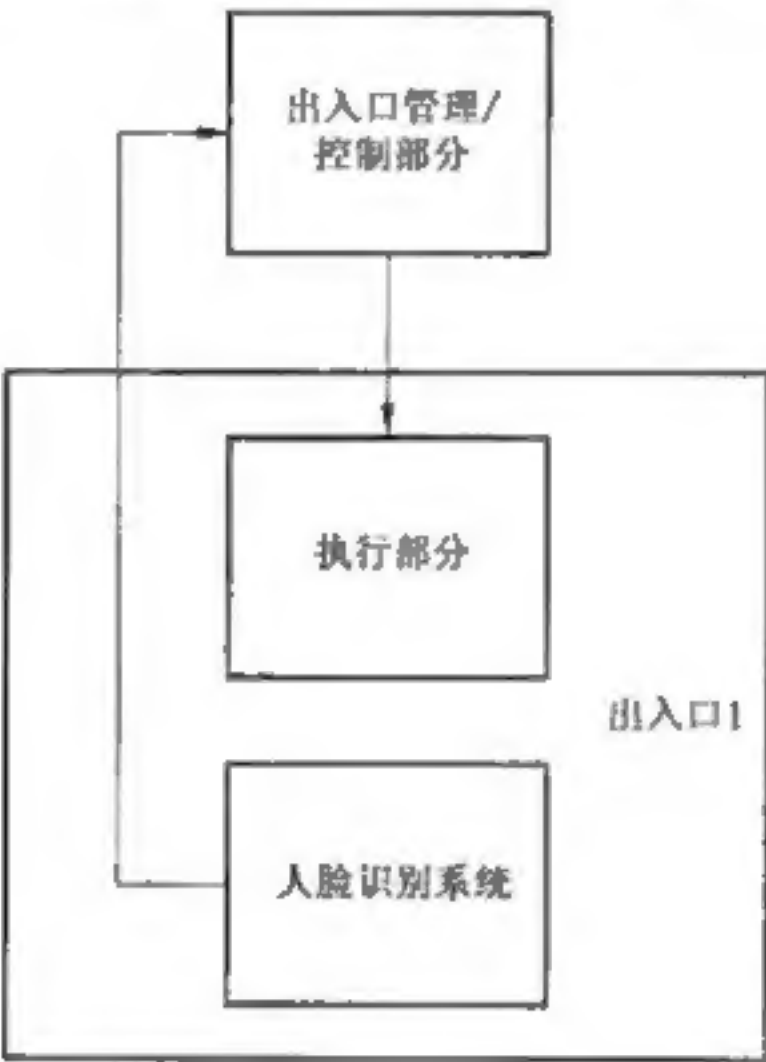 出入口管理/
控制部分
执行部分
出入口1
人脸识别系统